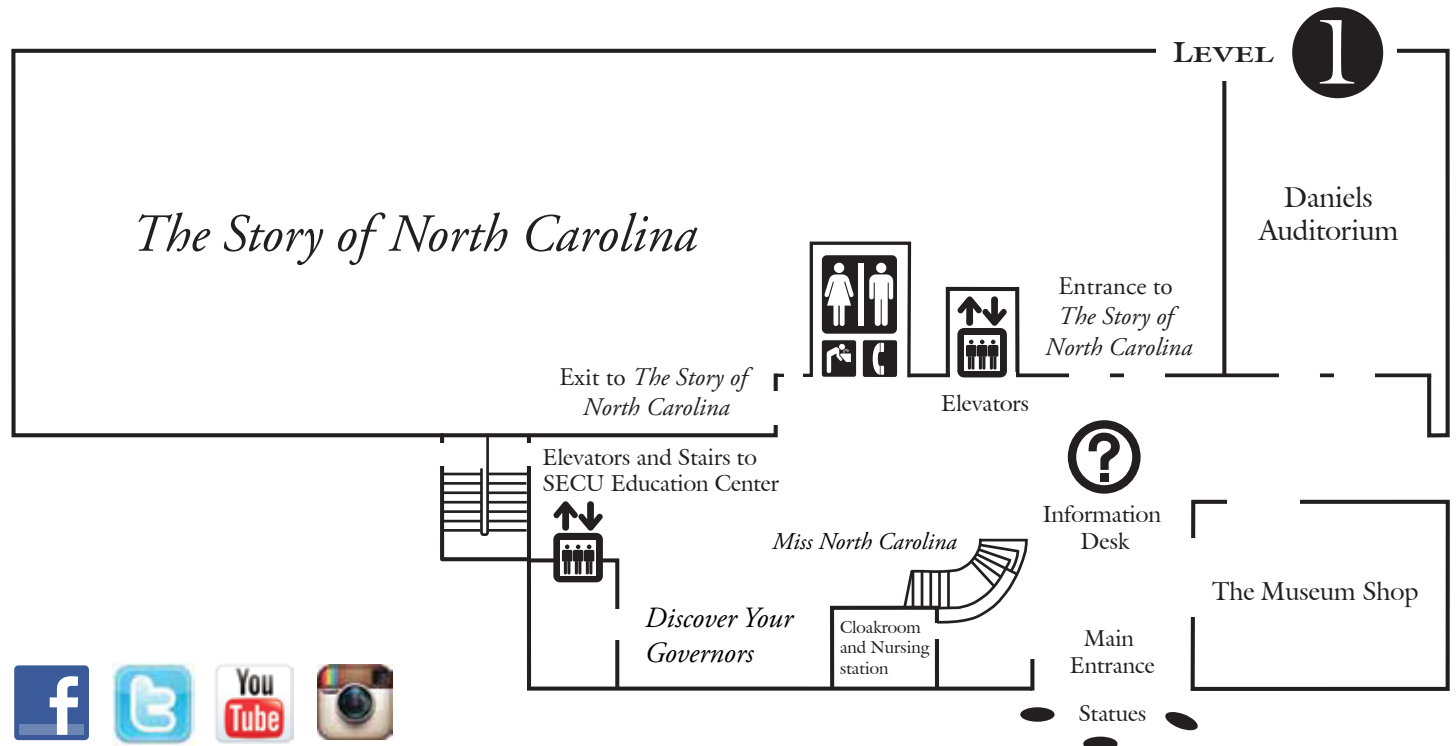 LEVEL 1
The Story of North Carolina
Daniels
Auditorium
Entrance to
The Story of
North Carolina
Exit to The Story of
North Carolina
Elevators
Elevators and Stairs to
SECU Education Center
?
Information
Desk
Miss North Carolina
The Museum Shop
Discover Your
Governors
Cloakroom
and Nursing
station
Main
Entrance
Statues
f
t
You
Tube